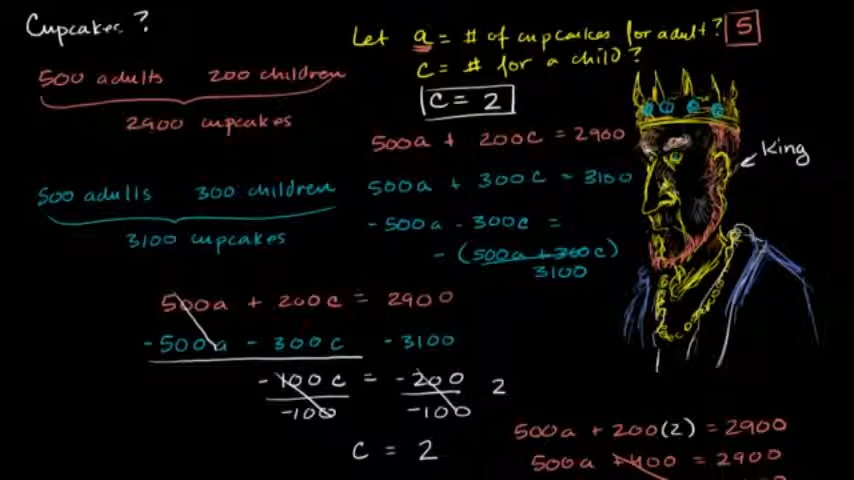 Cupcakes?
500 adults 200 children
2900 cupcakes
500 adults 300 children
3100 cupcakes
Let a = # of cupcakes for adult? 5
c = # for a child?
c = 2
500a + 200c = 2900
500a + 300c = 3100
-500a - 300c =
-(500a + 300c)
3100
King
500a + 200c = 2900
-500a - 300c -3100
-100c = -200 2
-100 -100
c = 2
500a + 200(2) = 2900
500a +400 = 2900